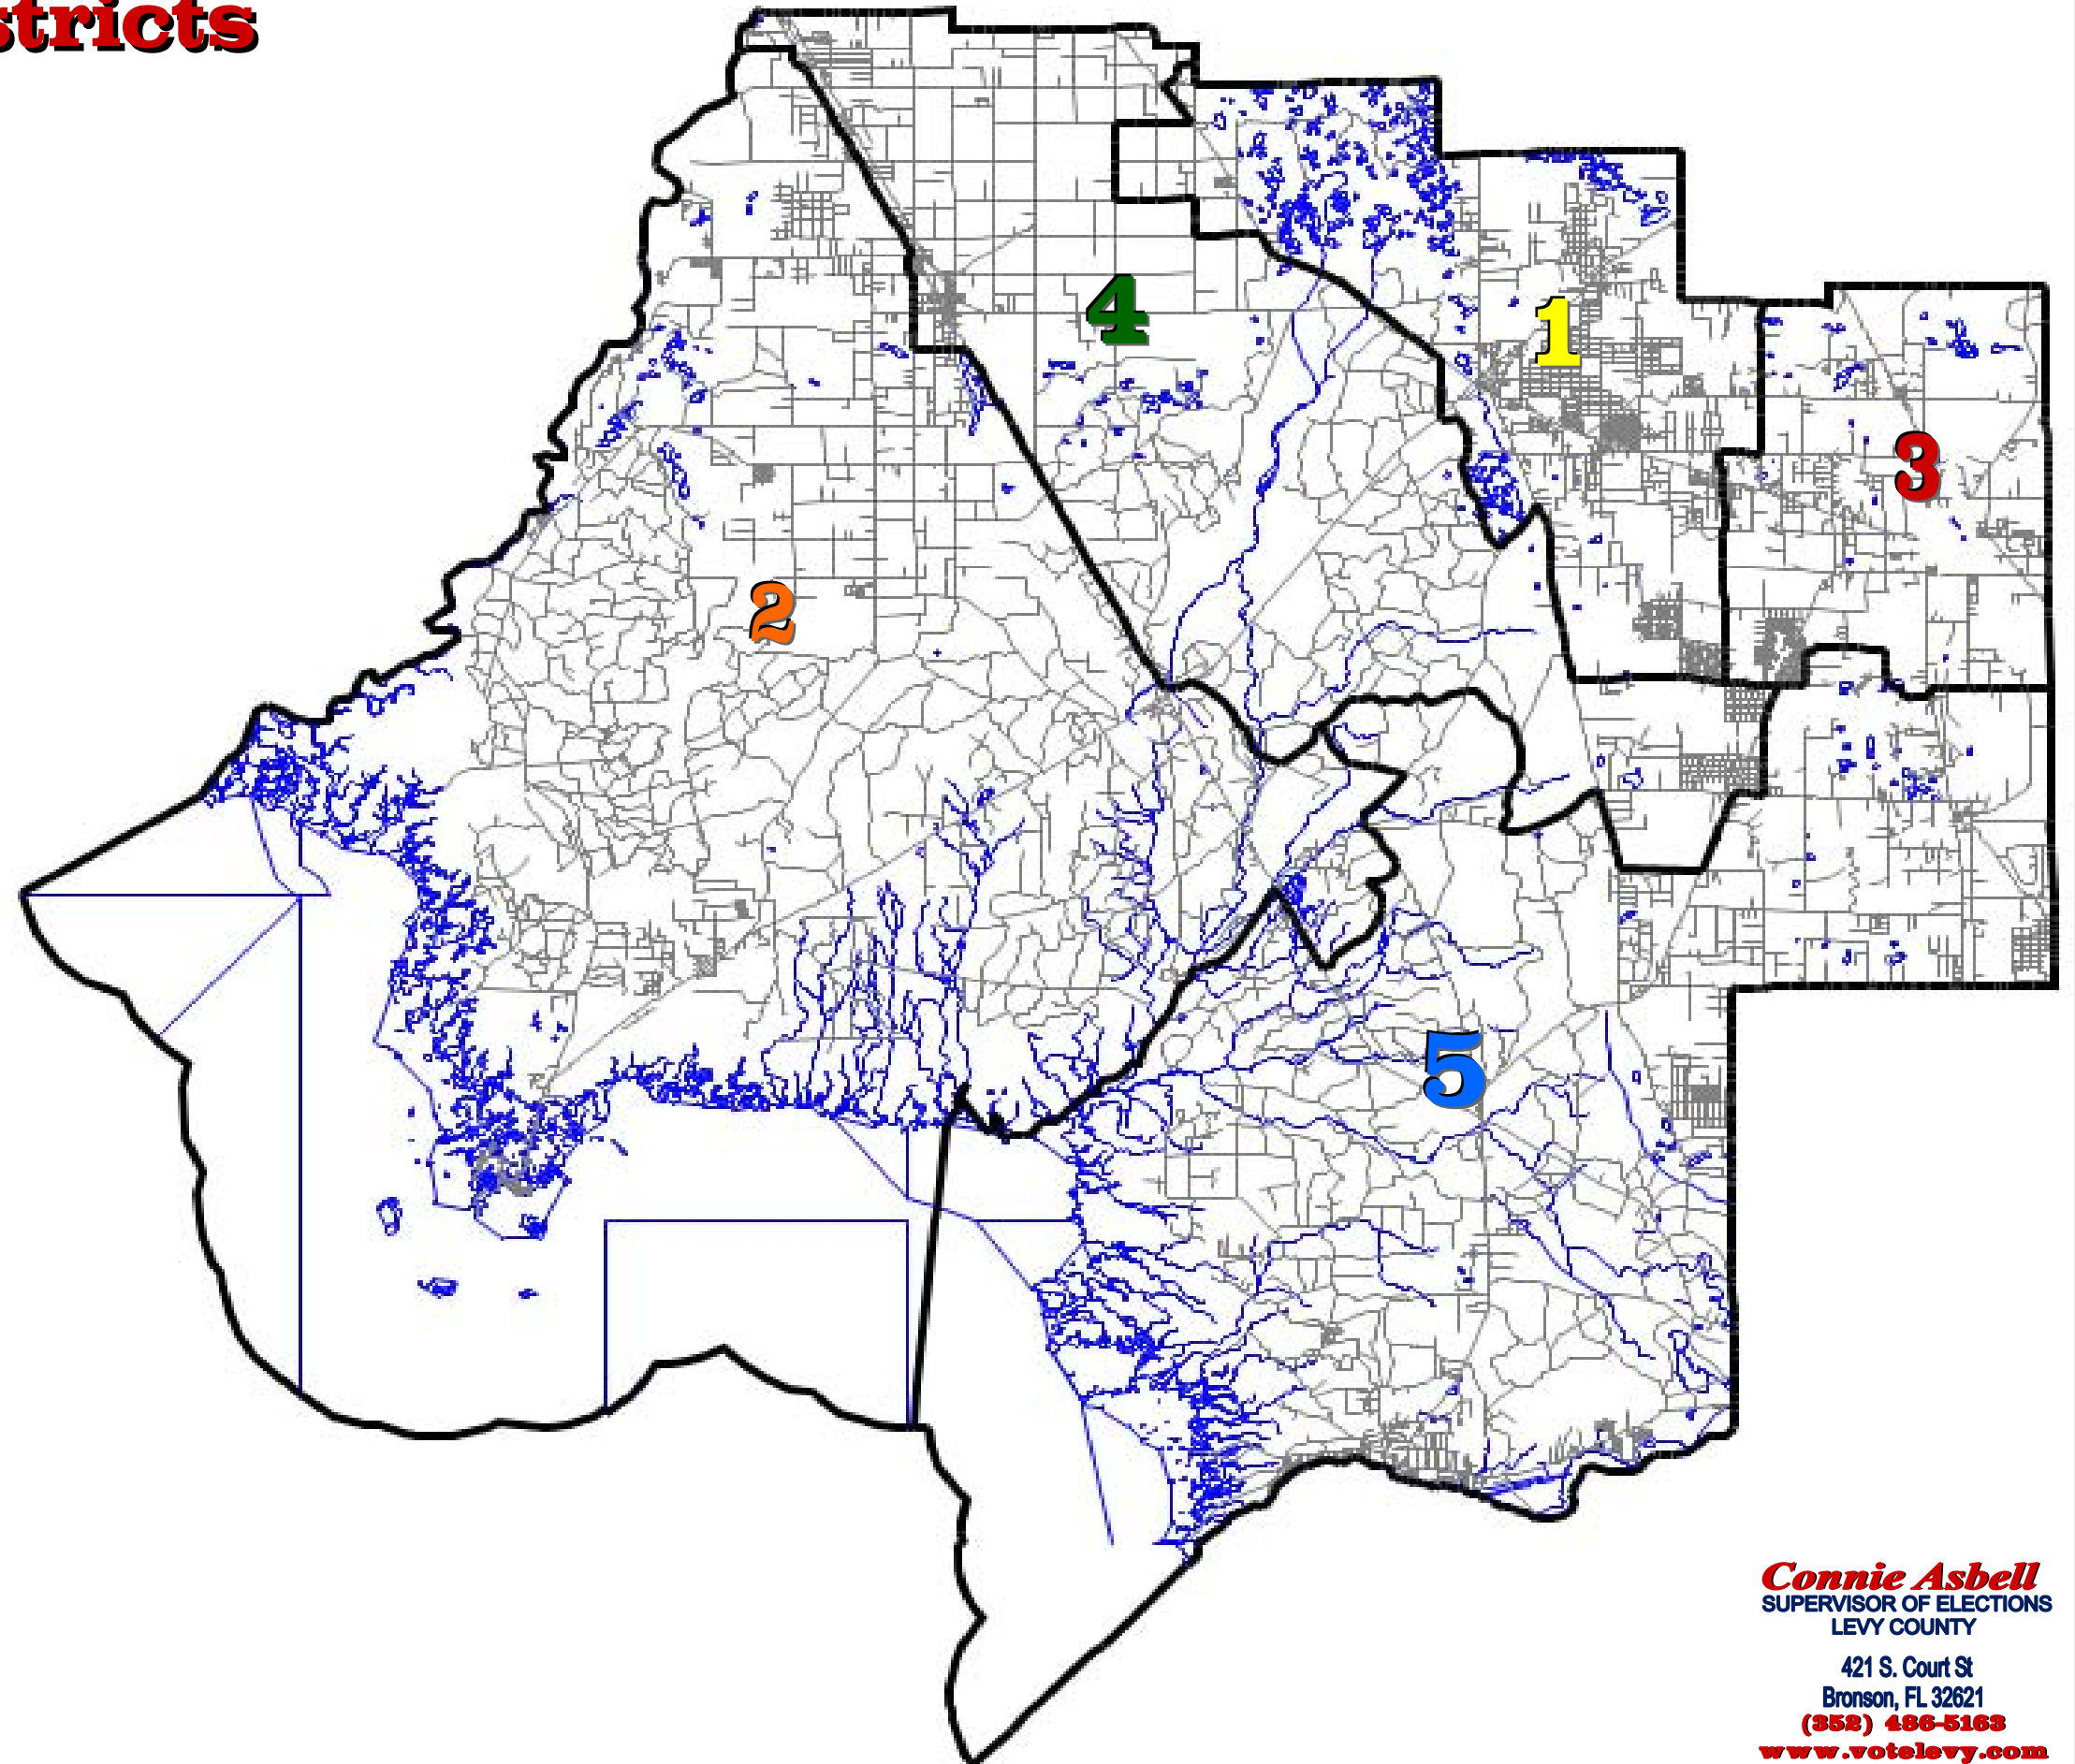 stricts
4
1
3
2
5
Connie Asbell
SUPERVISOR OF ELECTIONS
LEVY COUNTY
421 S. Court St
Bronson, FL 32621
(352) 486-5163
www.votelevy.com